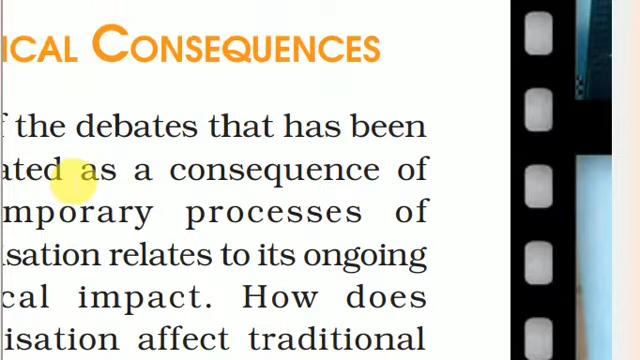 ICAL CONSEQUENCES
f the debates that has been
ated as a consequence of
mporary processes of
isation relates to its ongoing
cal impact. How does
isation affect traditional